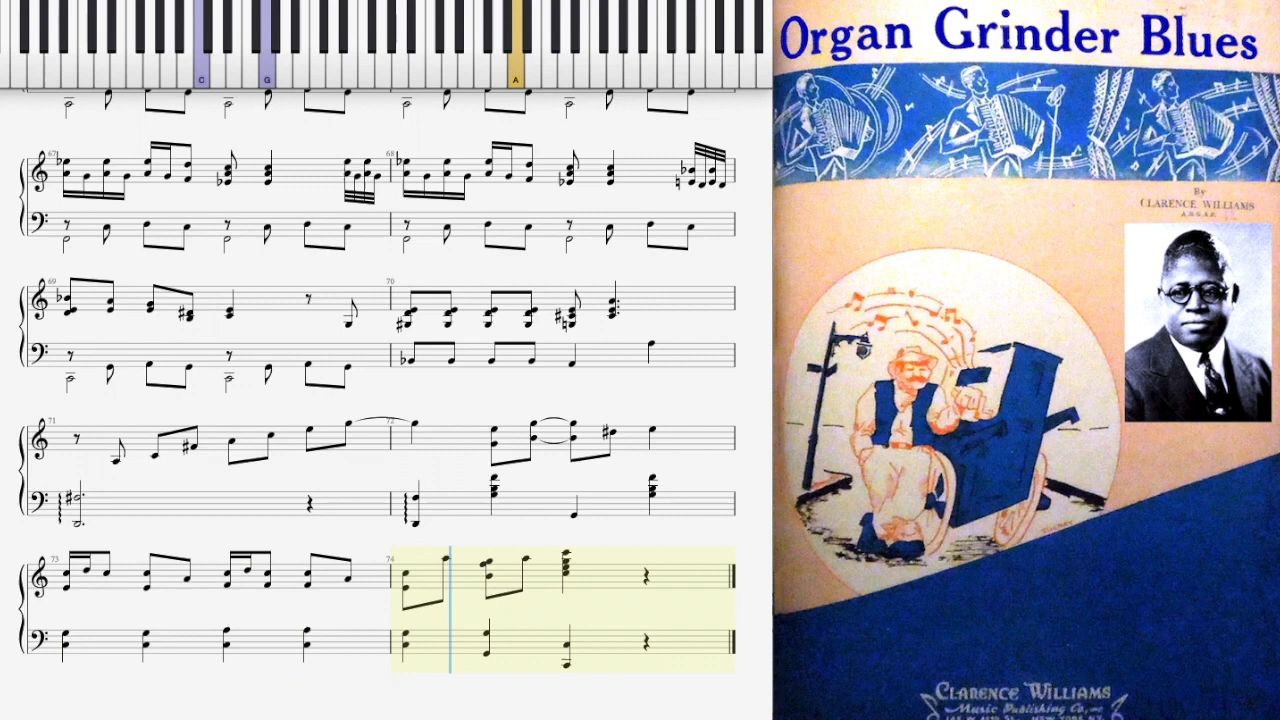 Organ Grinder Blues
C
G
A
By
CLARENCE WILLIAMS
A.S.C.A.P.
67
68
69
70
71
72
73
74
CLARENCE WILLIAMS
Music Publishing Co., Inc.